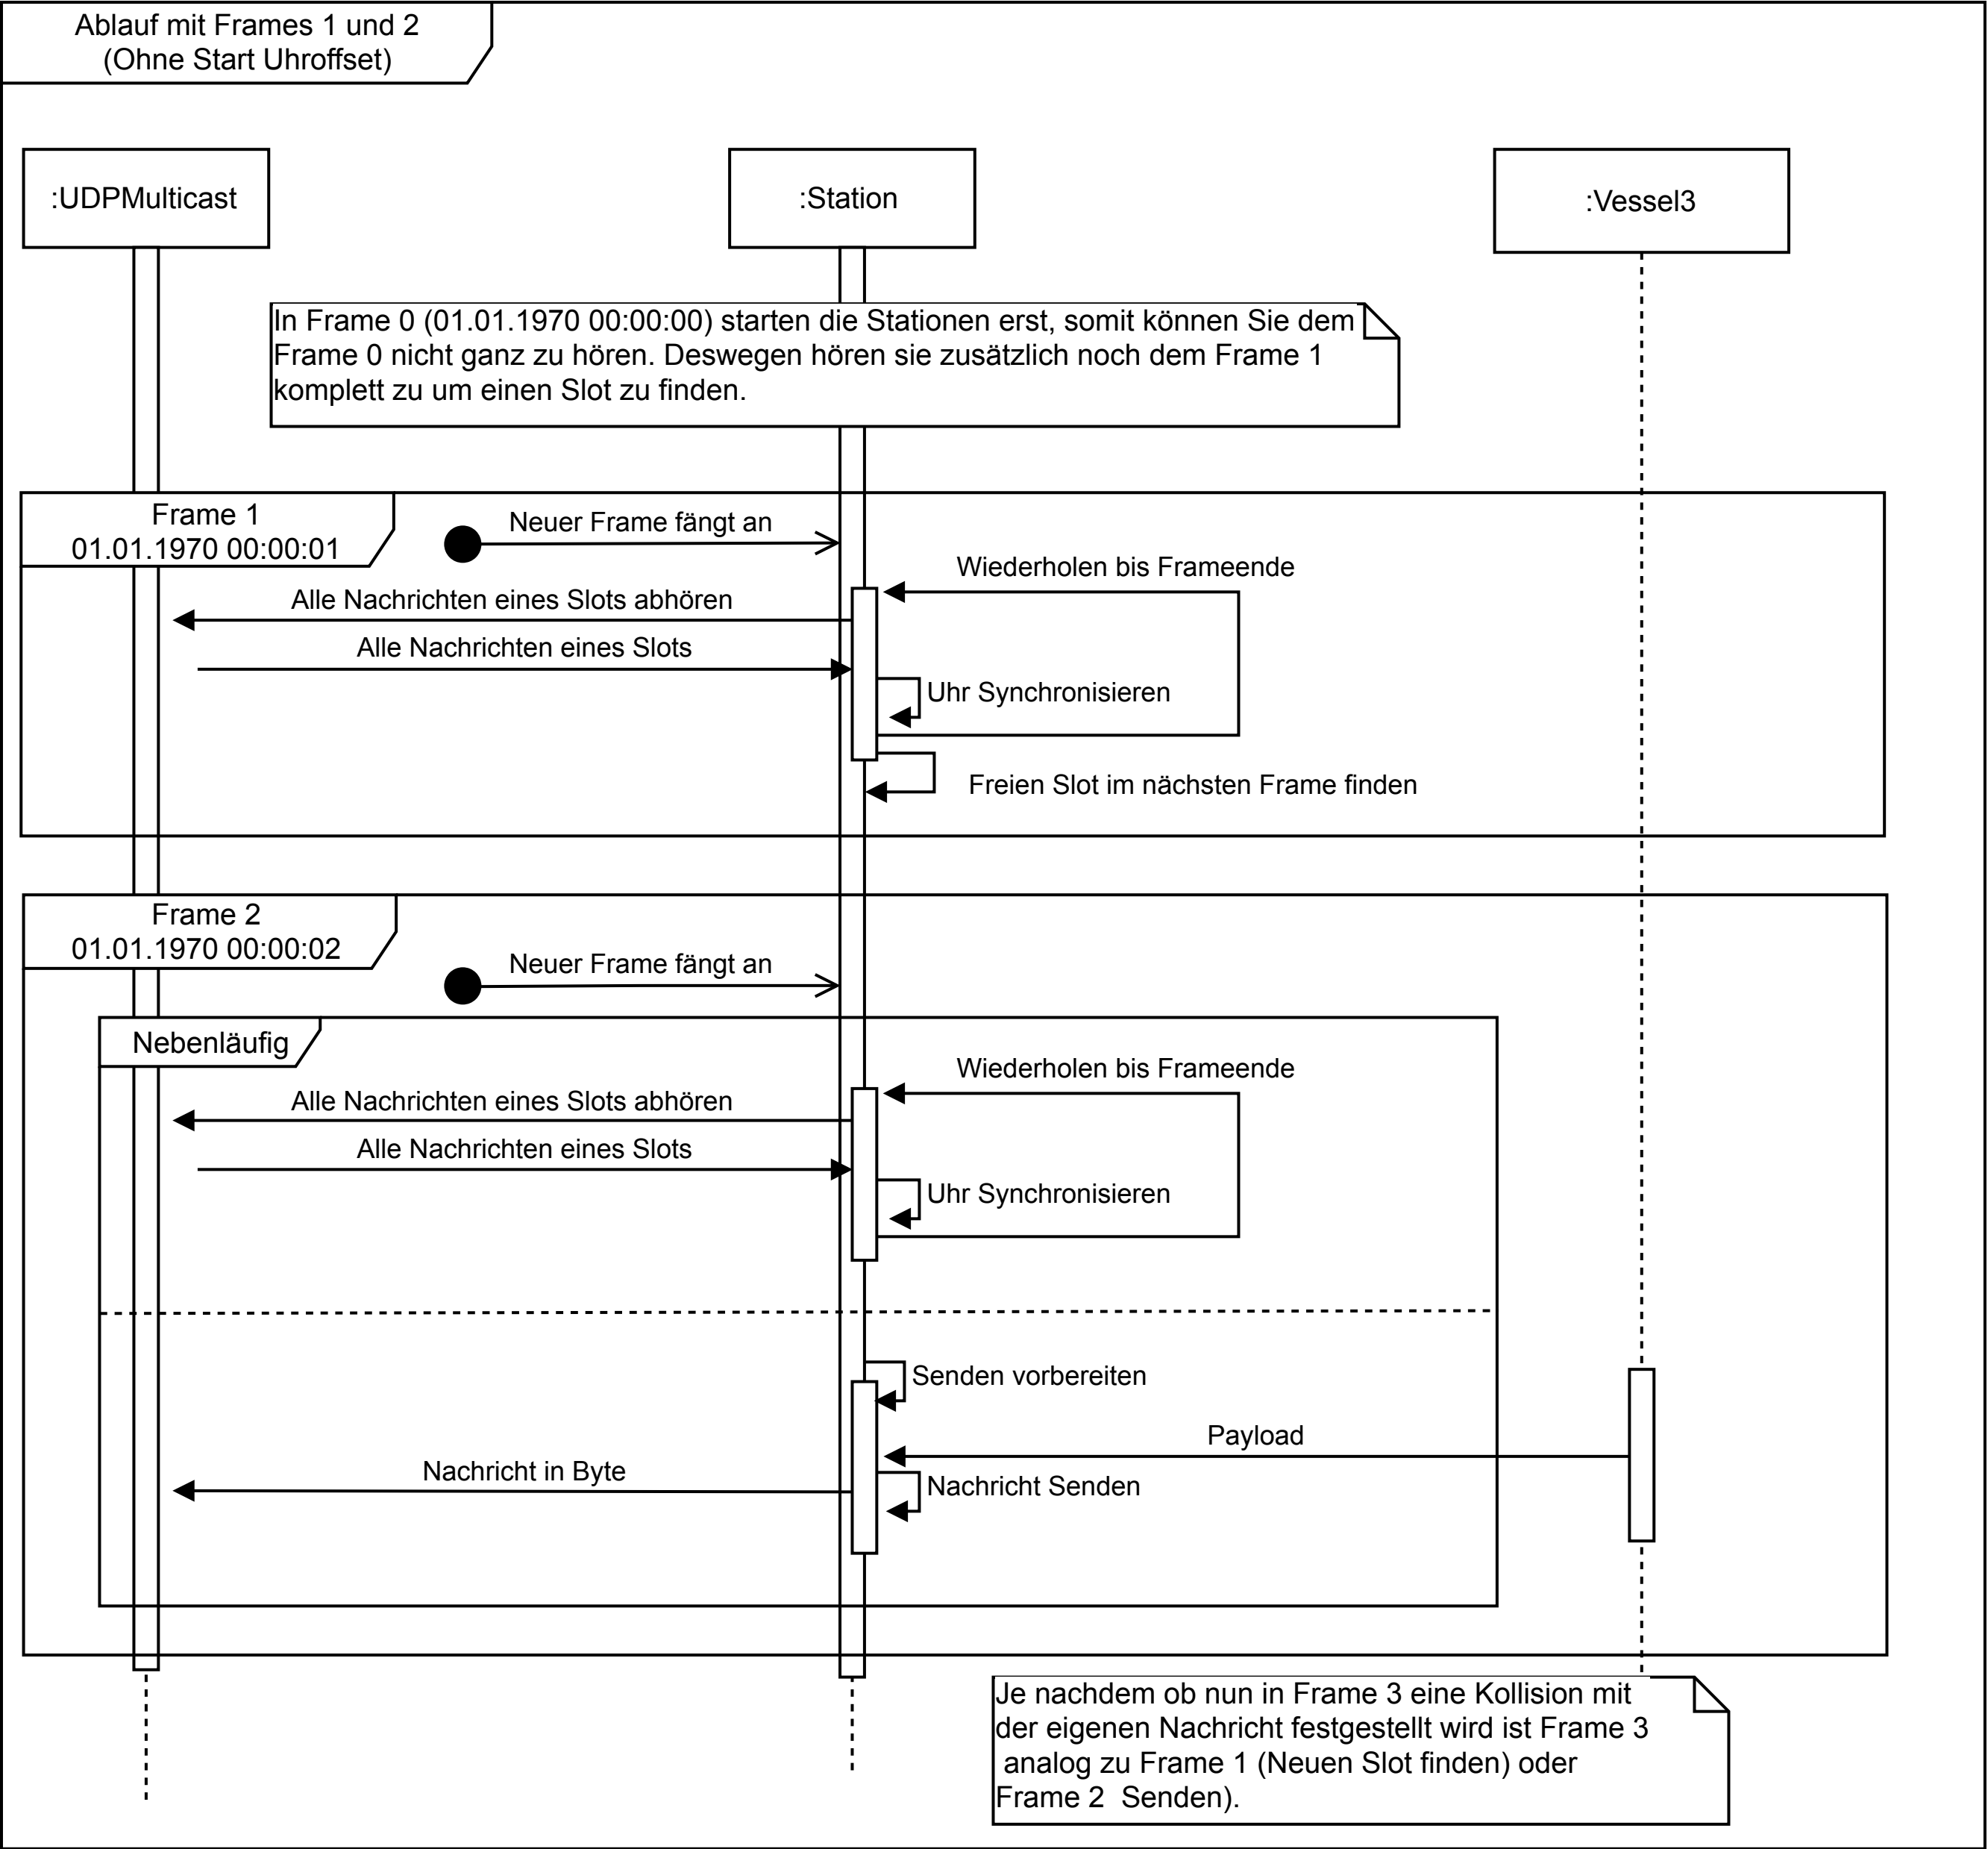 Ablauf mit Frames 1 und 2
(Ohne Start Uhroffset)
:UDPMulticast
:Station
:Vessel3
In Frame 0 (01.01.1970 00:00:00) starten die Stationen erst, somit können Sie dem
Frame 0 nicht ganz zu hören. Deswegen hören sie zusätzlich noch dem Frame 1
komplett zu um einen Slot zu finden.
Frame 1
01.01.1970 00:00:01
Neuer Frame fängt an
Wiederholen bis Frameende
Alle Nachrichten eines Slots abhören
Alle Nachrichten eines Slots
Uhr Synchronisieren
Freien Slot im nächsten Frame finden
Frame 2
01.01.1970 00:00:02
Neuer Frame fängt an
Nebenläufig
Wiederholen bis Frameende
Alle Nachrichten eines Slots abhören
Alle Nachrichten eines Slots
Uhr Synchronisieren
Senden vorbereiten
Payload
Nachricht in Byte
Nachricht Senden
Je nachdem ob nun in Frame 3 eine Kollision mit
der eigenen Nachricht festgestellt wird ist Frame 3
analog zu Frame 1 (Neuen Slot finden) oder
Frame 2  Senden).